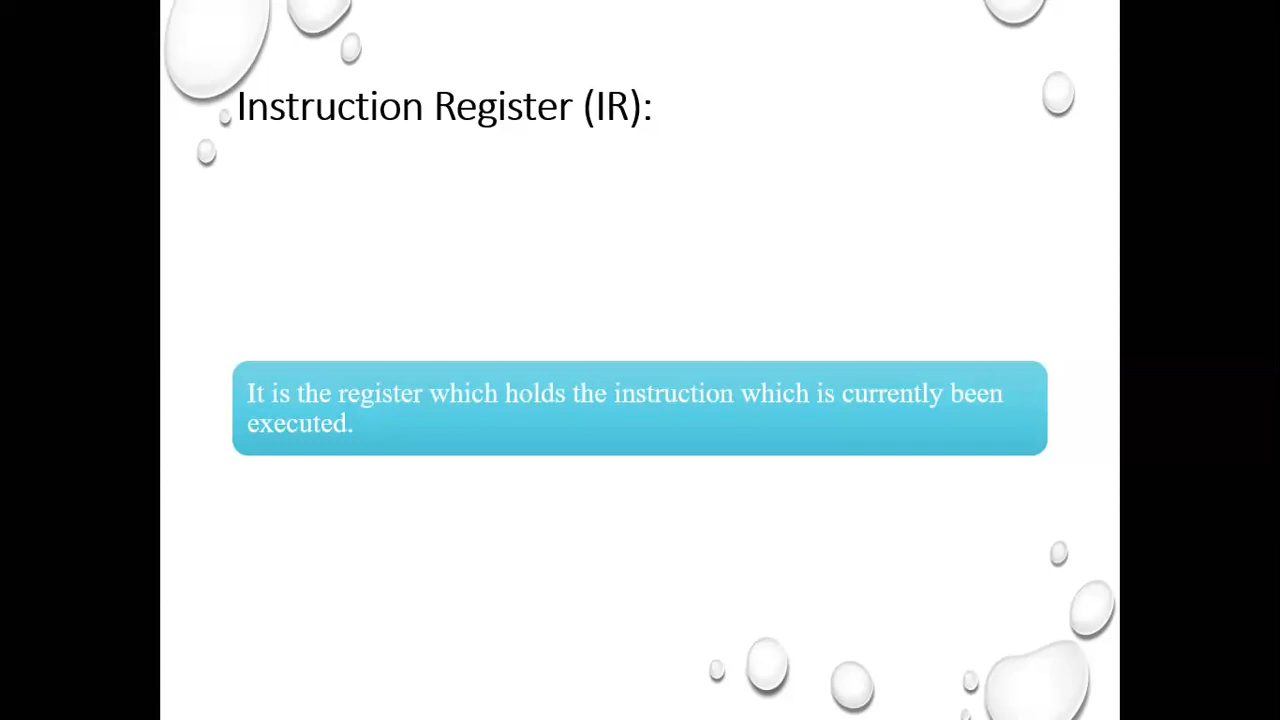 Instruction Register (IR):
It is the register which holds the instruction which is currently been
executed.